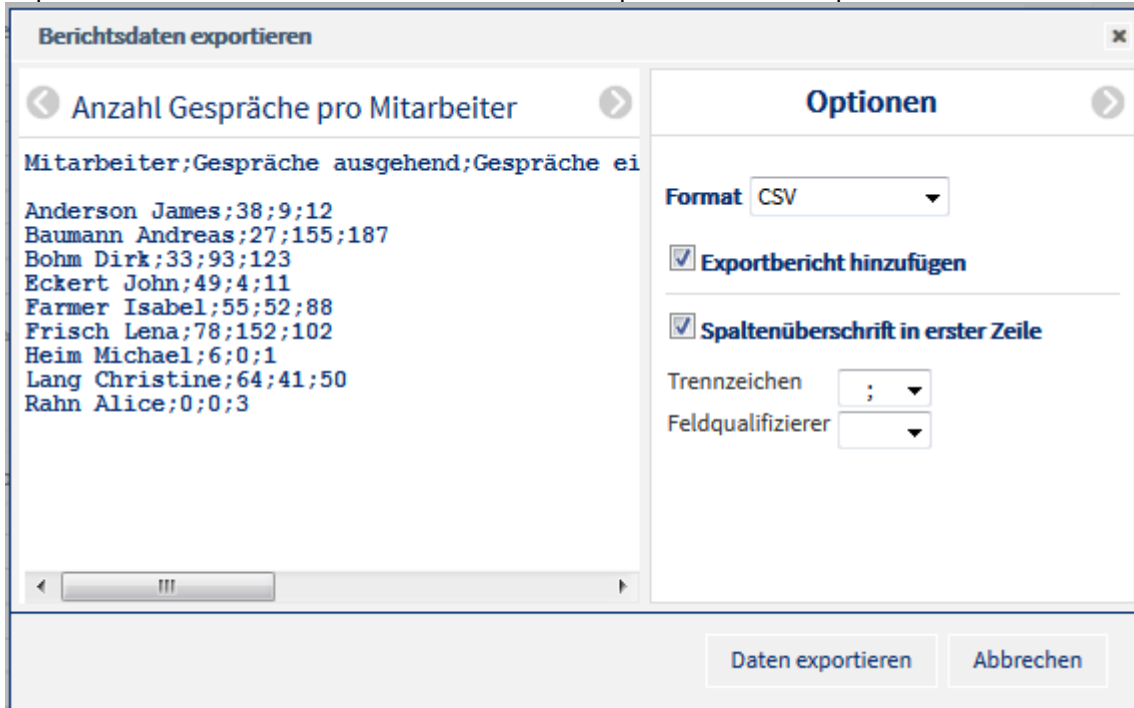 Berichtsdaten exportieren
Anzahl Gespräche pro Mitarbeiter
Mitarbeiter;Gespräche ausgehend;Gespräche ei
Anderson James;38;9;12
Baumann Andreas;27;155;187
Bohm Dirk;33;93;123
Eckert John;49;4;11
Farmer Isabel;55;52;88
Frisch Lena;78;152;102
Heim Michael;6;0;1
Lang Christine;64;41;50
Rahn Alice;0;0;3
Optionen
Format CSV
Exportbericht hinzufügen
Spaltenüberschrift in erster Zeile
Trennzeichen ;
Feldqualifizierer
Daten exportieren Abbrechen